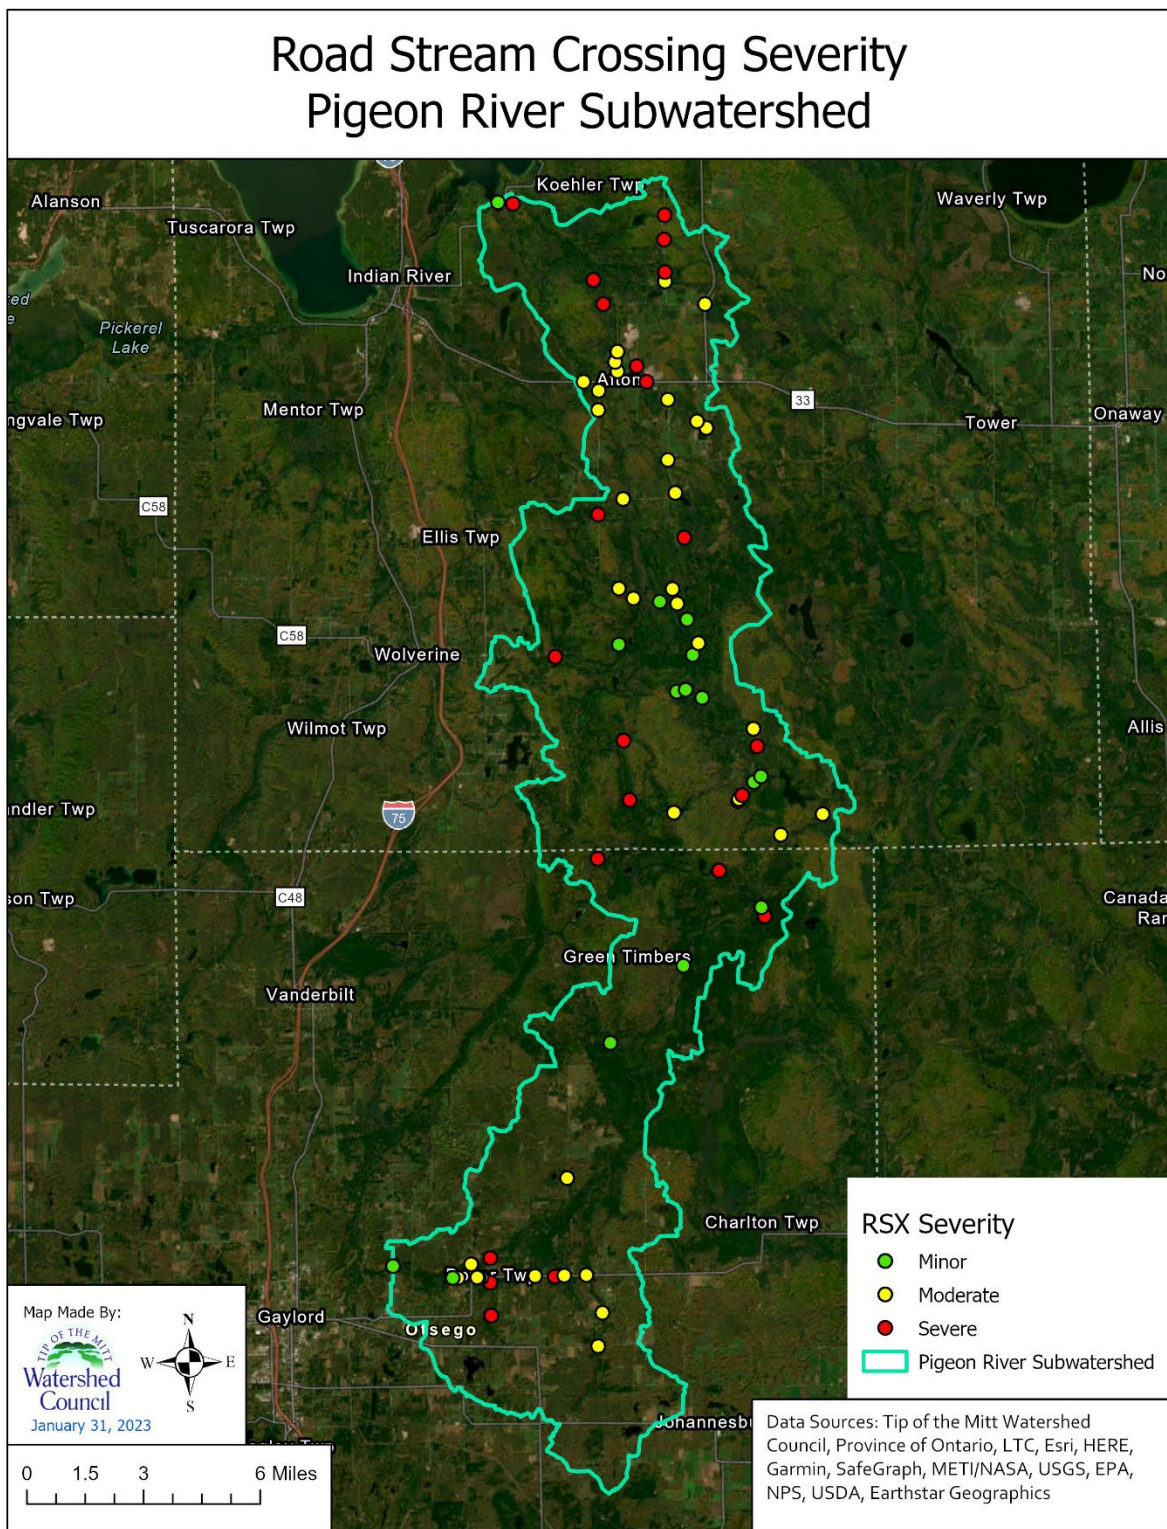 Road Stream Crossing Severity
Pigeon River Subwatershed
Koehler Twp
Alanson
Waverly Twp
Tuscarora Twp
Indian River
Pickerel
Lake
33
Mentor Twp
Tower
Onaway
C58
Ellis Twp
C58
Wolverine
Wilmot Twp
Allis
75
C48
Canada
Green Timbers
Vanderbilt
Charlton Twp
Gaylord
Otsego
RSX Severity
Minor
Moderate
Severe
Pigeon River Subwatershed
Map Made By:
TIP OF THE MITT
Watershed
Council
January 31, 2023
N
W
E
S
0 1.5 3 6 Miles
Data Sources: Tip of the Mitt Watershed
Council, Province of Ontario, LTC, Esri, HERE,
Garmin, SafeGraph, METI/NASA, USGS, EPA,
NPS, USDA, Earthstar Geographics